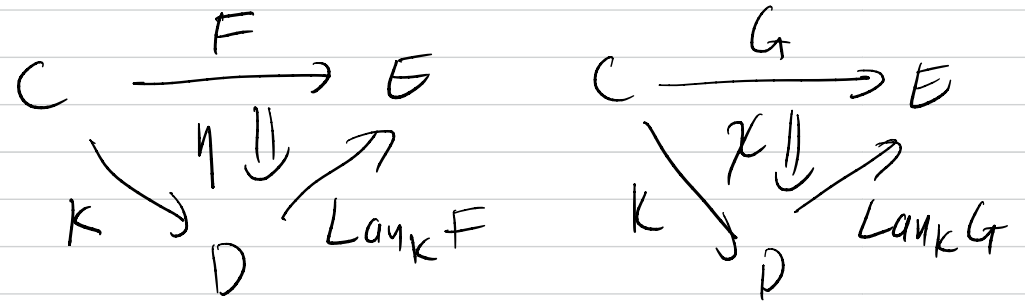 F G
C E C E
η χ
K Lan_K F K Lan_K G
D D